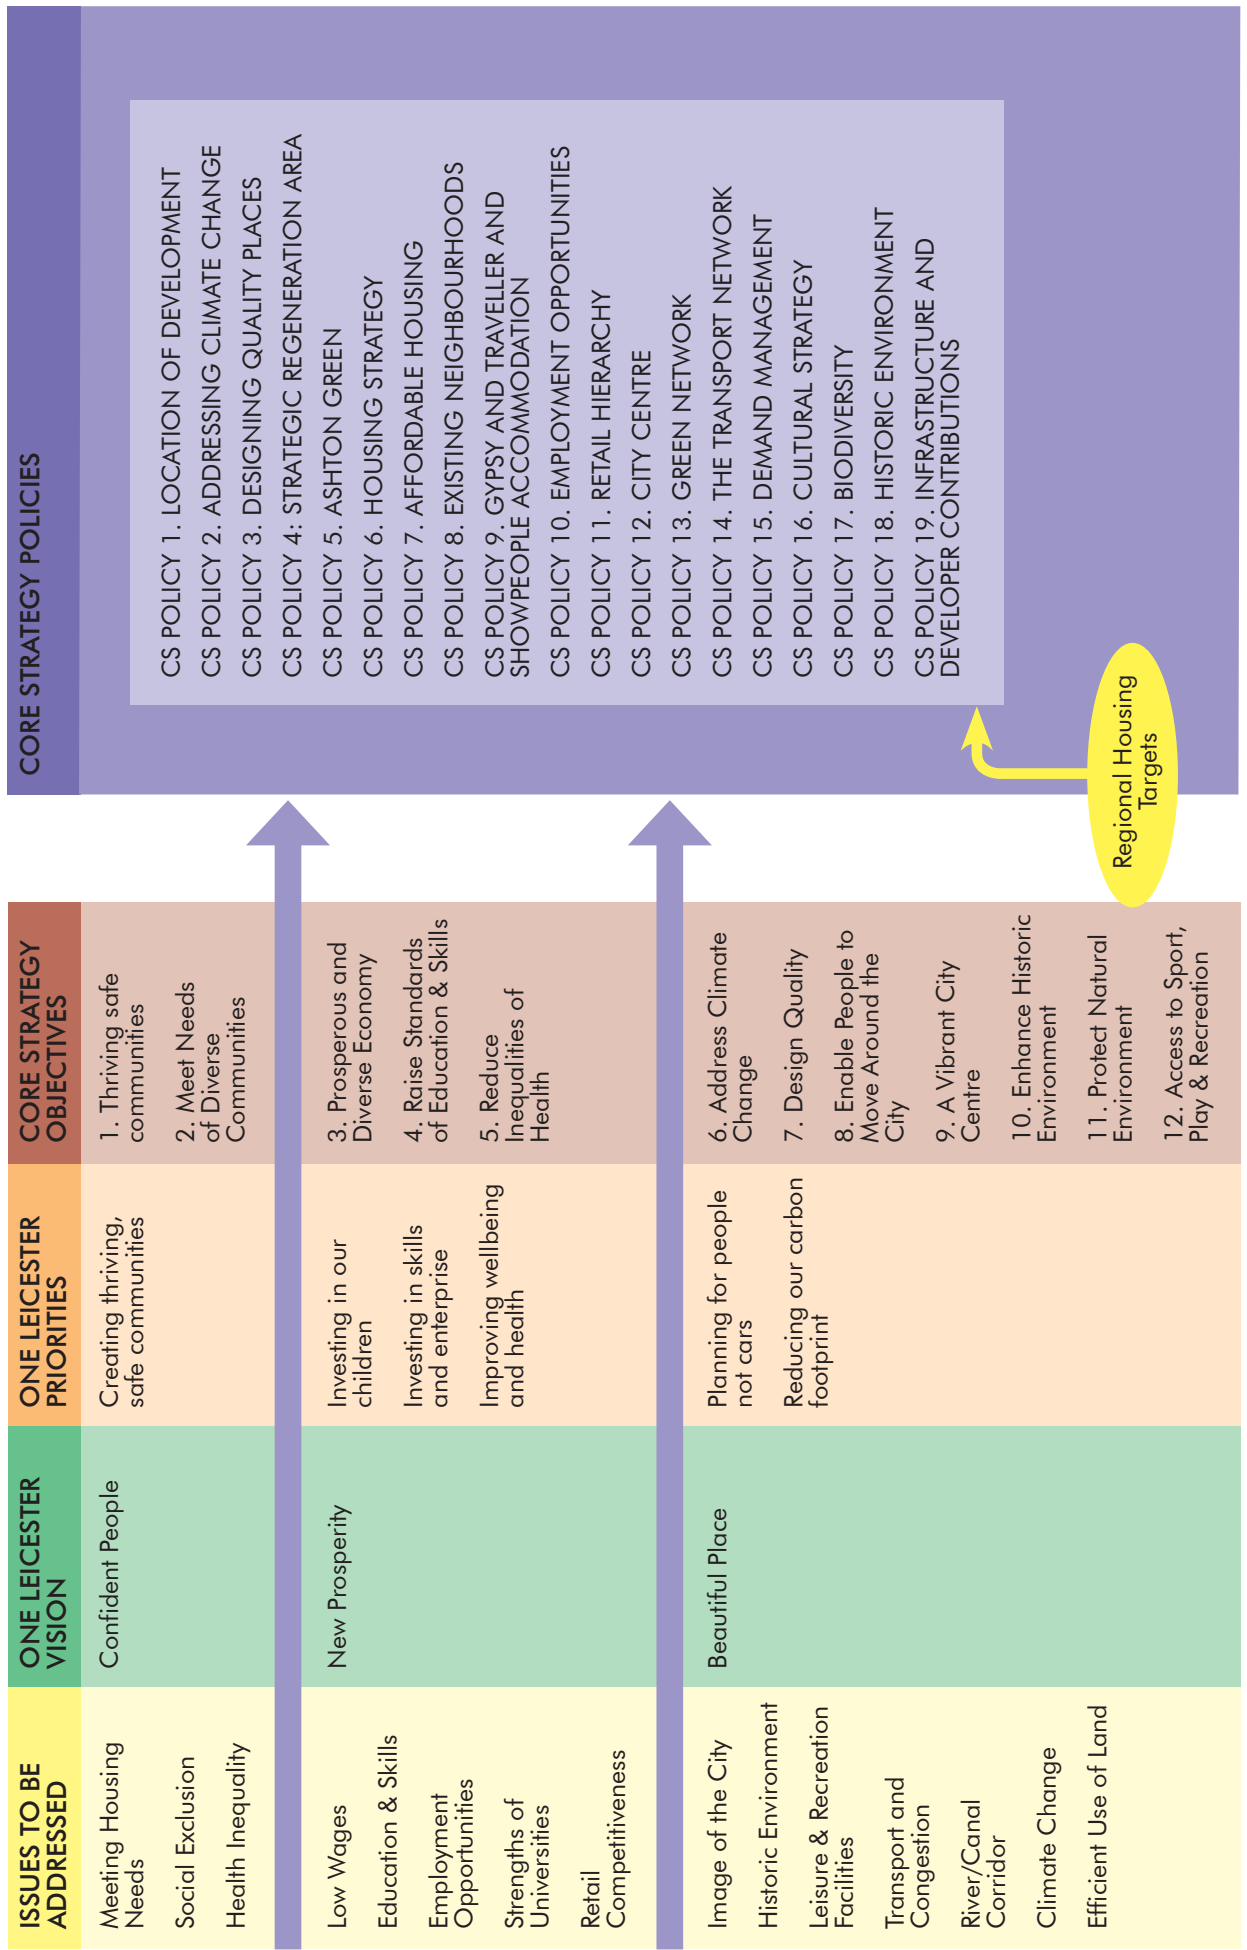 ISSUES TO BE
ADDRESSED
Meeting Housing
Needs
Social Exclusion
Health Inequality
Low Wages
Education & Skills
Employment
Opportunities
Strengths of
Universities
Retail
Competitiveness
Image of the City
Historic Environment
Leisure & Recreation
Facilities
Transport and
Congestion
River/Canal
Corridor
Climate Change
Efficient Use of Land
ONE LEICESTER
VISION
Confident People
New Prosperity
Beautiful Place
ONE LEICESTER
PRIORITIES
Creating thriving,
safe communities
Investing in our
children
Investing in skills
and enterprise
Improving wellbeing
and health
Planning for people
not cars
Reducing our carbon
footprint
CORE STRATEGY
OBJECTIVES
1. Thriving safe
communities
2. Meet Needs
of Diverse
Communities
3. Prosperous and
Diverse Economy
4. Raise Standards
of Education & Skills
5. Reduce
Inequalities of
Health
6. Address Climate
Change
7. Design Quality
8. Enable People to
Move Around the
City
9. A Vibrant City
Centre
10. Enhance Historic
Environment
11. Protect Natural
Environment
12. Access to Sport,
Play & Recreation
CORE STRATEGY POLICIES
CS POLICY 1. LOCATION OF DEVELOPMENT
CS POLICY 2. ADDRESSING CLIMATE CHANGE
CS POLICY 3. DESIGNING QUALITY PLACES
CS POLICY 4: STRATEGIC REGENERATION AREA
CS POLICY 5. ASHTON GREEN
CS POLICY 6. HOUSING STRATEGY
CS POLICY 7. AFFORDABLE HOUSING
CS POLICY 8. EXISTING NEIGHBOURHOODS
CS POLICY 9. GYPSY AND TRAVELLER AND
SHOWPEOPLE ACCOMMODATION
CS POLICY 10. EMPLOYMENT OPPORTUNITIES
CS POLICY 11. RETAIL HIERARCHY
CS POLICY 12. CITY CENTRE
CS POLICY 13. GREEN NETWORK
CS POLICY 14. THE TRANSPORT NETWORK
CS POLICY 15. DEMAND MANAGEMENT
CS POLICY 16. CULTURAL STRATEGY
CS POLICY 17. BIODIVERSITY
CS POLICY 18. HISTORIC ENVIRONMENT
CS POLICY 19. INFRASTRUCTURE AND
DEVELOPER CONTRIBUTIONS
Regional Housing
Targets